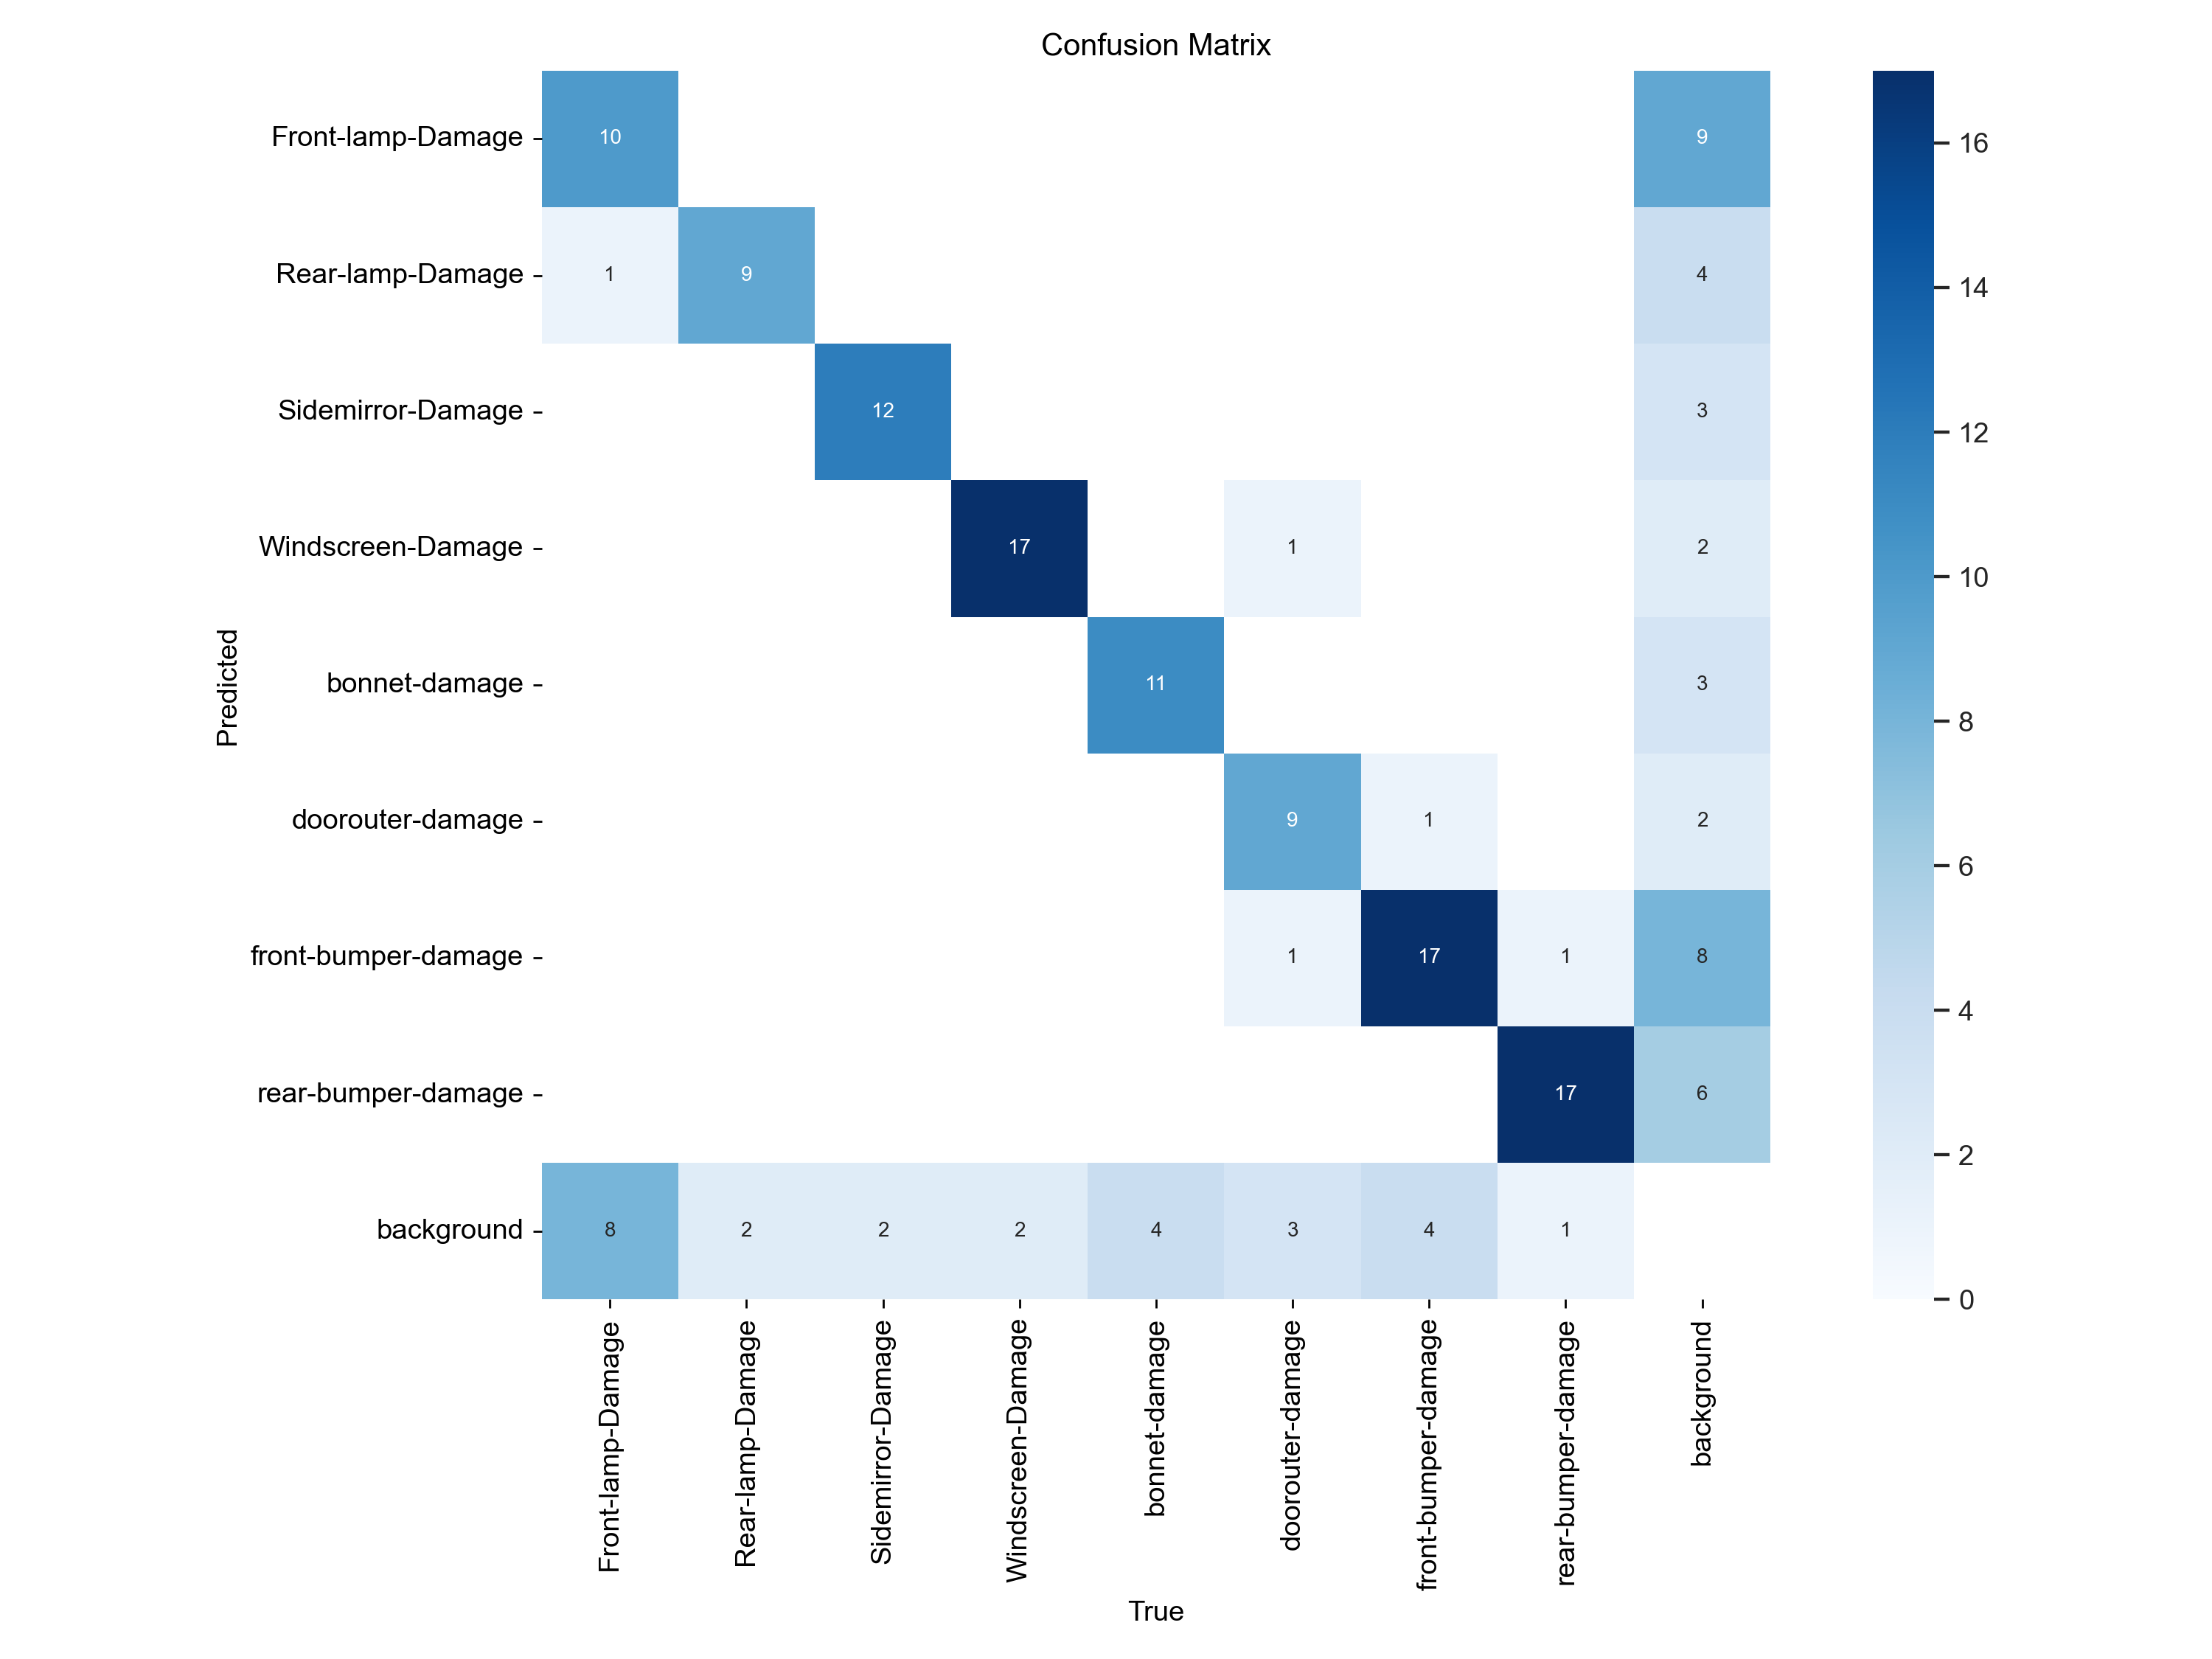 Confusion Matrix
Front-lamp-Damage 10 9
Rear-lamp-Damage 1 9 4
Sidemirror-Damage 12 3
Windscreen-Damage 17 1 2
bonnet-damage 11 3
doorouter-damage 9 1 2
front-bumper-damage 1 17 1 8
rear-bumper-damage 17 6
background 8 2 2 2 4 3 4 1
Predicted
Front-lamp-Damage
Rear-lamp-Damage
Sidemirror-Damage
Windscreen-Damage
bonnet-damage
doorouter-damage
front-bumper-damage
rear-bumper-damage
background
True
16
14
12
10
8
6
4
2
0